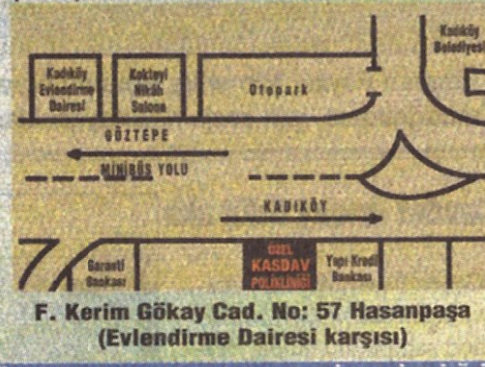 Kadıköy
Belediyesi
Kadıköy
Evlendirme
Dairesi
Kokteyl
Nikâh
Salonu
Otopark
GÖZTEPE
MİNİBÜS YOLU
KADIKÖY
Garanti
Bankası
ÖZEL
KASDAV
POLİKLİNİĞİ
Yapı Kredi
Bankası
F. Kerim Gökay Cad. No: 57 Hasanpaşa
(Evlendirme Dairesi karşısı)